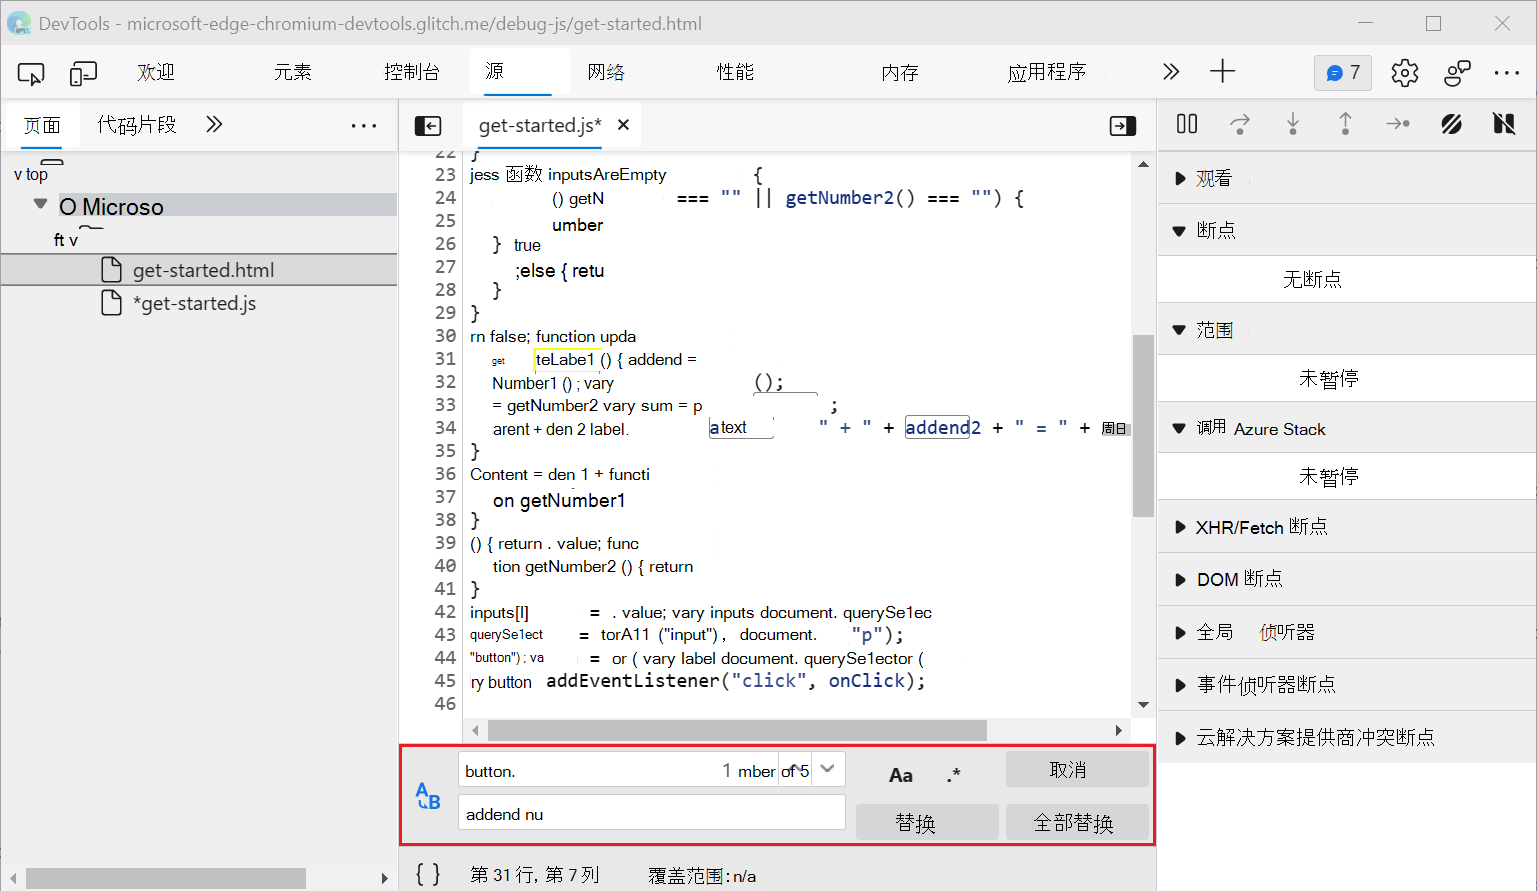 DevTools - microsoft-edge-chromium-devtools.glitch.me/debug-js/get-started.html
欢迎 元素 控制台 源 网络 性能 内存 应用程序 7
页面 代码片段
v top
O Microso
ft v
get-started.html
*get-started.js
get-started.js*
22 }
23 jess 函数 inputsAreEmpty {
24 () getN === "" || getNumber2() === "") {
25 umber
26 } true
27 ;else { retu
28 }
29 }
30 rn false; function upda
31 get teLabe1 () { addend =
32 Number1 () ; vary ();
33 = getNumber2 vary sum = p ;
34 arent + den 2 label. atext " + " + addend2 + " = " + 周日
35 }
36 Content = den 1 + functi
37 on getNumber1
38 }
39 () { return . value; func
40 tion getNumber2 () { return
41 }
42 inputs[I] = . value; vary inputs document. querySe1ec
43 querySe1ect = torA11 ("input"), document. "p");
44 "button") ; va = or ( vary label document. querySe1ector (
45 ry button addEventListener("click", onClick);
46
button. 1 mber of 5 Aa .* 取消
addend nu 替换 全部替换
{ } 第 31 行, 第 7 列 覆盖范围: n/a
观看
断点
无断点
范围
未暂停
调用 Azure Stack
未暂停
XHR/Fetch 断点
DOM 断点
全局 侦听器
事件侦听器断点
云解决方案提供商冲突断点